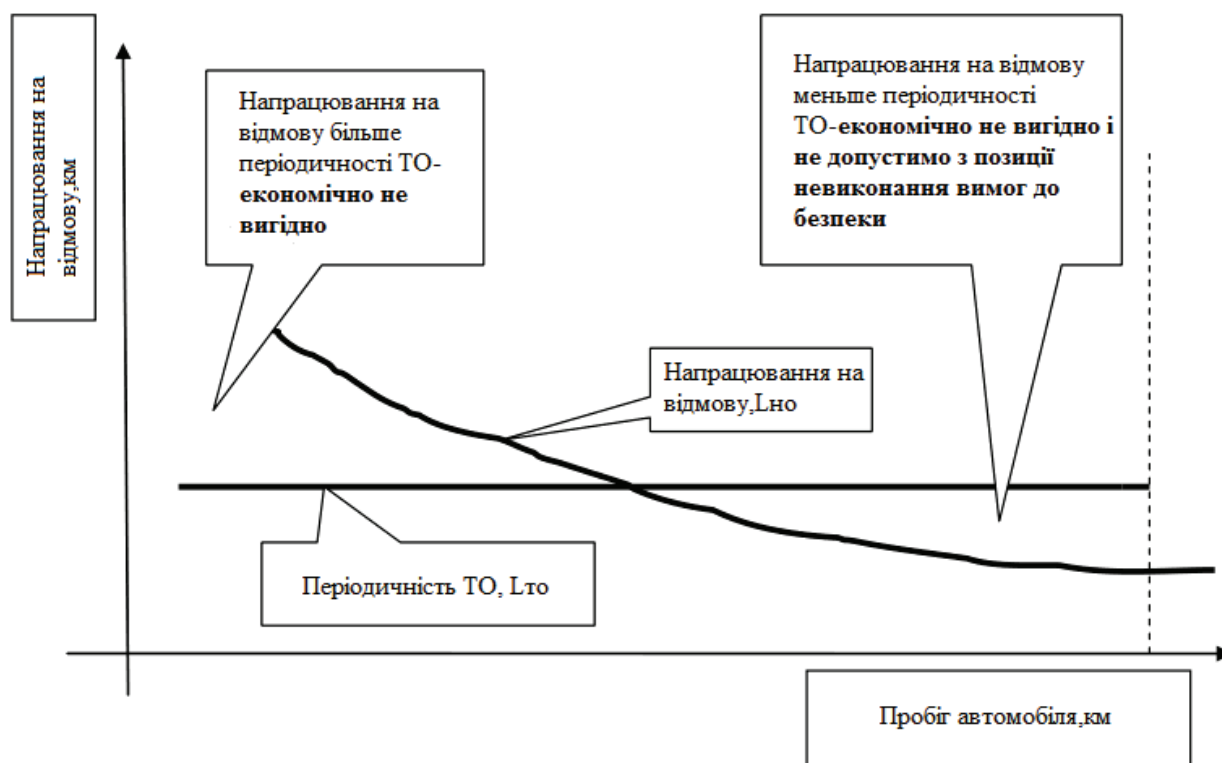 Напрацювання на
відмову,км
Напрацювання на
відмову більше
періодичності ТО-
економічно не
вигідно
Напрацювання на відмову
меньше періодичності
ТО-економічно не вигідно і
не допустимо з позиції
невиконання вимог до
безпеки
Напрацювання на
відмову,Lно
Періодичність ТО, Lто
Пробіг автомобіля,км